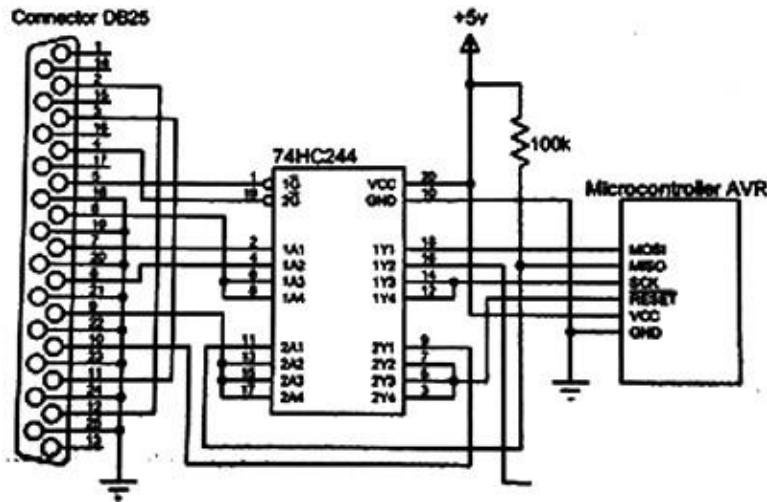 Connector DB25
+5v
1
14
2
15
3
16
4
17
5
18
6
19
7
20
8
21
9
22
10
23
11
24
12
25
13
74HC244
1 1G VCC 20
19 2G GND 10
2 1A1 1Y1 18
4 1A2 1Y2 16
6 1A3 1Y3 14
8 1A4 1Y4 12
11 2A1 2Y1 9
13 2A2 2Y2 7
15 2A3 2Y3 5
17 2A4 2Y4 3
100k
Microcontroller AVR
MOSI
MISO
SCK
RESET
VCC
GND